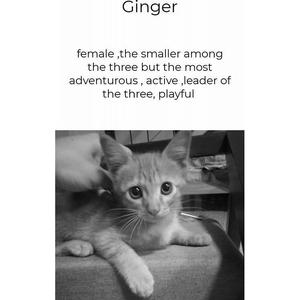 Ginger
female ,the smaller among
the three but the most
adventurous , active ,leader of
the three, playful